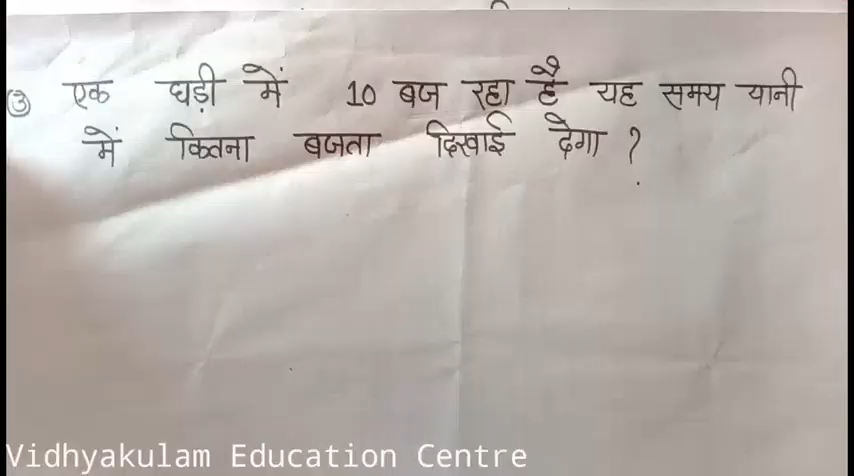 ③ एक घड़ी में 10 बज रहा है यह समय यानी
में कितना बजता दिखाई देगा ?
Vidhyakulam Education Centre